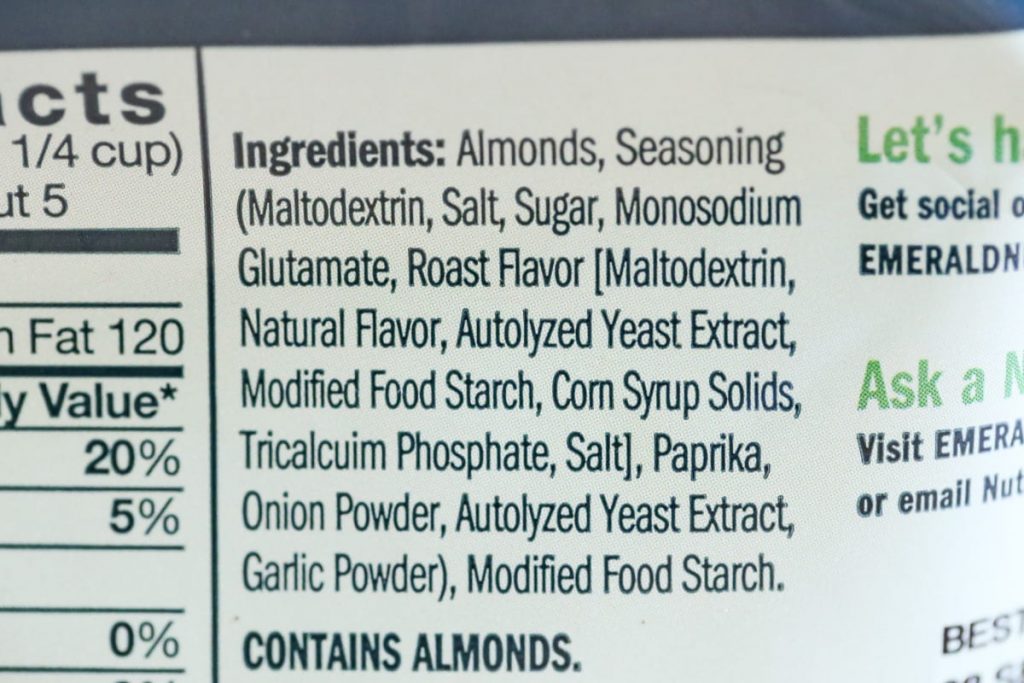 acts
1/4 cup)
ut 5
n Fat 120
ly Value*
20%
5%
0%
Ingredients: Almonds, Seasoning
(Maltodextrin, Salt, Sugar, Monosodium
Glutamate, Roast Flavor [Maltodextrin,
Natural Flavor, Autolyzed Yeast Extract,
Modified Food Starch, Corn Syrup Solids,
Tricalcuim Phosphate, Salt], Paprika,
Onion Powder, Autolyzed Yeast Extract,
Garlic Powder), Modified Food Starch.
CONTAINS ALMONDS.
Let's h
Get social o
EMERALDN
Ask a N
Visit EMERA
or email Nut
BEST